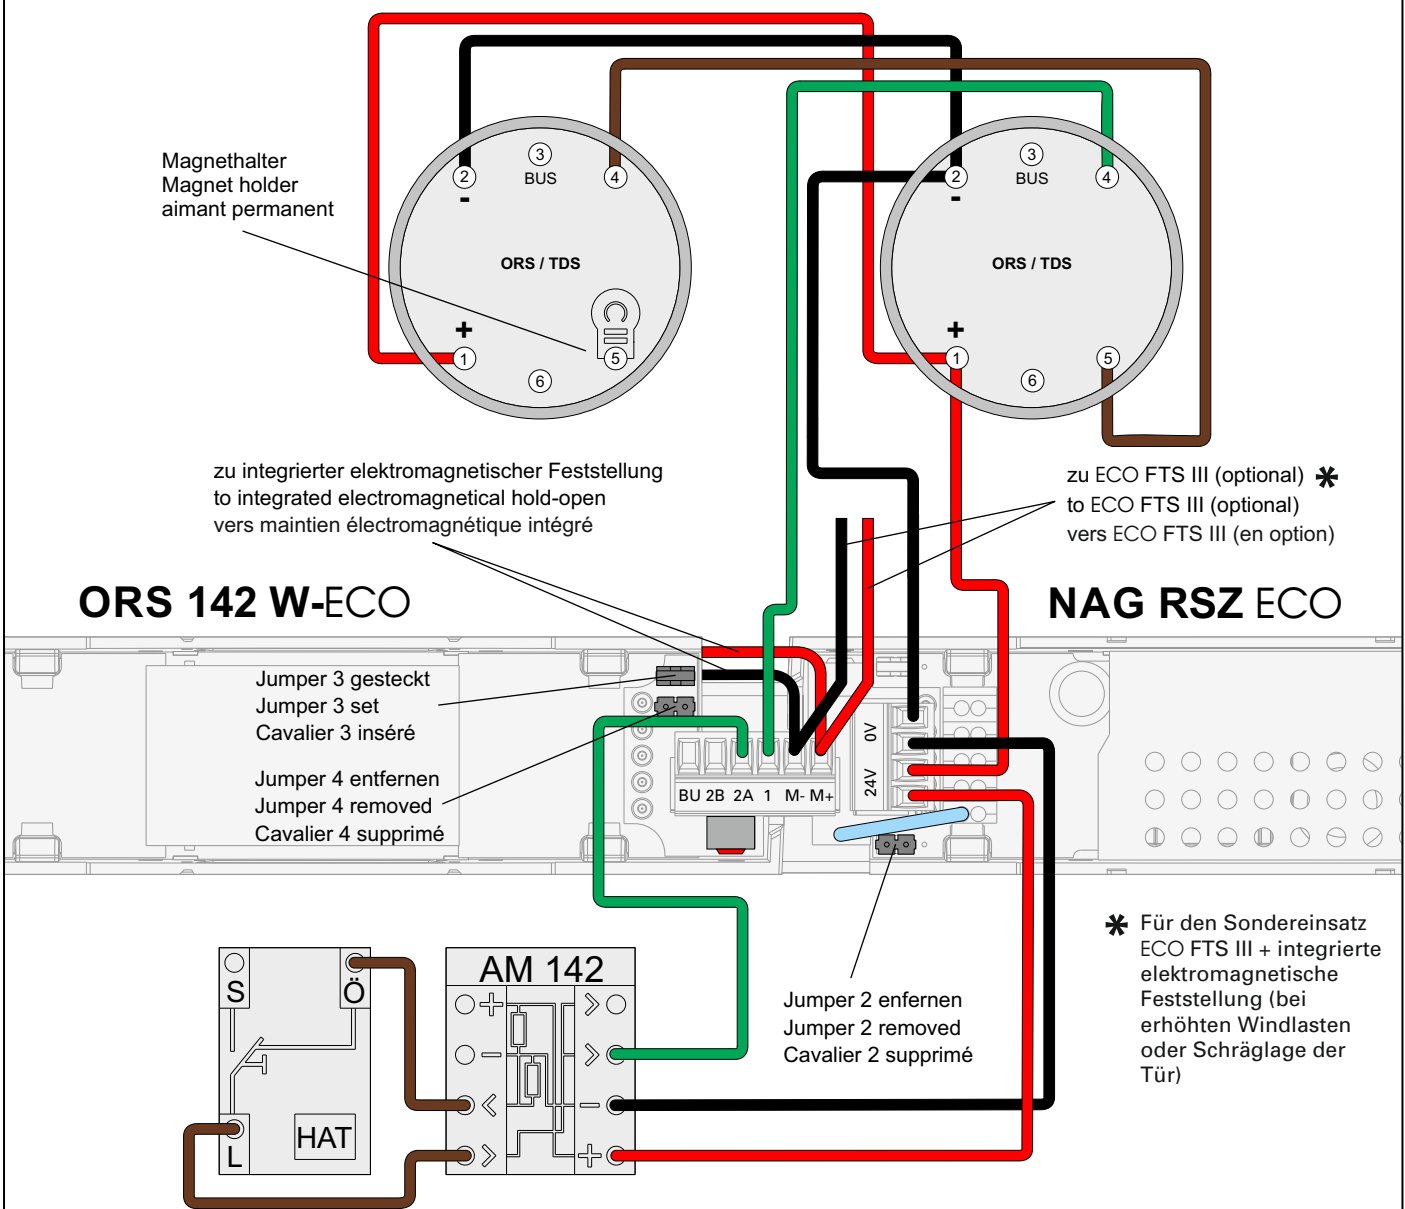 Magnethalter
Magnet holder
aimant permanent
2
-
3
BUS
4
ORS / TDS
+
1
5
6
2
-
3
BUS
4
ORS / TDS
+
1
5
6
zu integrierter elektromagnetischer Feststellung
to integrated electromagnetical hold-open
vers maintien électromagnétique intégré
zu ECO FTS III (optional) *
to ECO FTS III (optional)
vers ECO FTS III (en option)
ORS 142 W-ECO
NAG RSZ ECO
Jumper 3 gesteckt
Jumper 3 set
Cavalier 3 inséré
Jumper 4 entfernen
Jumper 4 removed
Cavalier 4 supprimé
BU 2B 2A 1 M- M+
0V
24V
* Für den Sondereinsatz
ECO FTS III + integrierte
elektromagnetische
Feststellung (bei
erhöhten Windlasten
oder Schräglage der
Tür)
Jumper 2 enfernen
Jumper 2 removed
Cavalier 2 supprimé
S
Ö
L
HAT
AM 142
+ >
- >
< -
> +